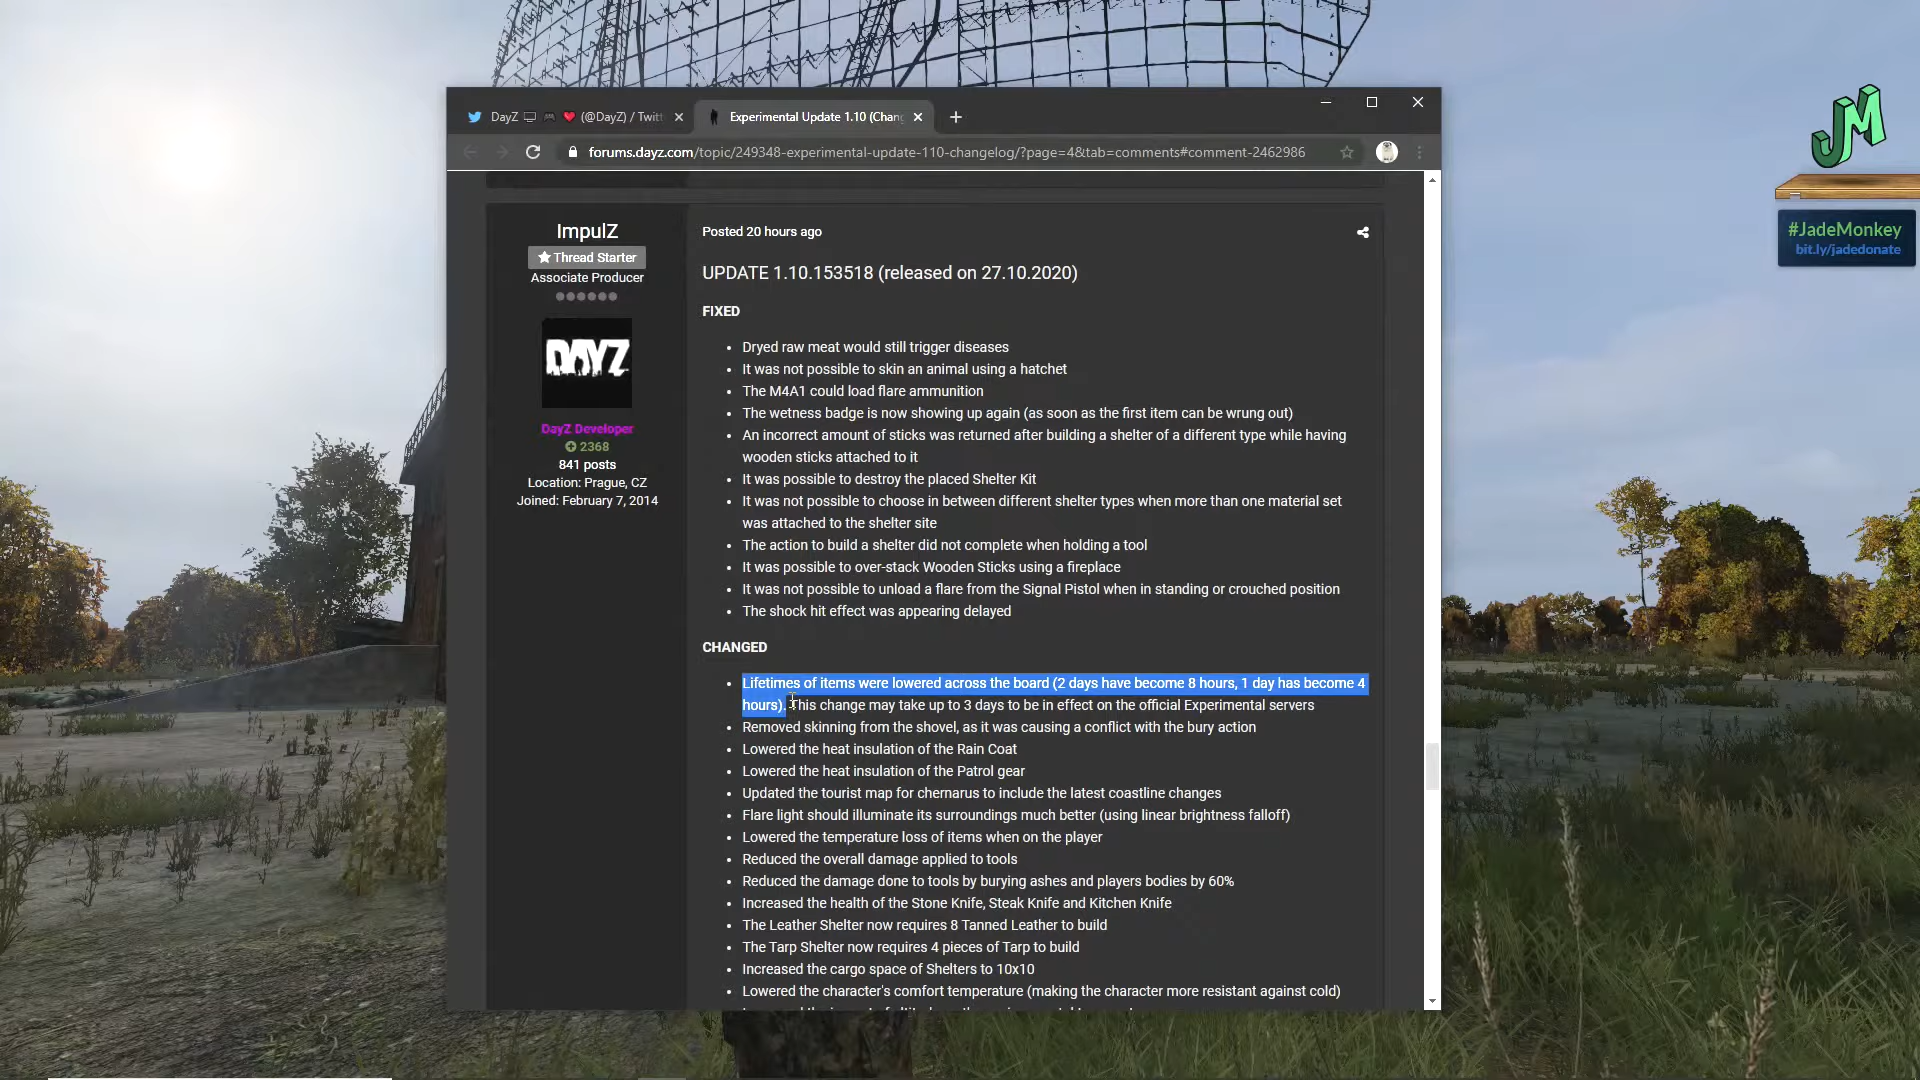 DayZ (@DayZ) / Twit
Experimental Update 1.10 (Chang
forums.dayz.com/topic/249348-experimental-update-110-changelog/?page=4&tab=comments#comment-2462986
JM
#JadeMonkey
bit.ly/jadedonate
ImpulZ
Thread Starter
Associate Producer
DAYZ
DayZ Developer
2368
841 posts
Location: Prague, CZ
Joined: February 7, 2014
Posted 20 hours ago
UPDATE 1.10.153518 (released on 27.10.2020)
FIXED
• Dryed raw meat would still trigger diseases
• It was not possible to skin an animal using a hatchet
• The M4A1 could load flare ammunition
• The wetness badge is now showing up again (as soon as the first item can be wrung out)
• An incorrect amount of sticks was returned after building a shelter of a different type while having
wooden sticks attached to it
• It was possible to destroy the placed Shelter Kit
• It was not possible to choose in between different shelter types when more than one material set
was attached to the shelter site
• The action to build a shelter did not complete when holding a tool
• It was possible to over-stack Wooden Sticks using a fireplace
• It was not possible to unload a flare from the Signal Pistol when in standing or crouched position
• The shock hit effect was appearing delayed
CHANGED
• Lifetimes of items were lowered across the board (2 days have become 8 hours, 1 day has become 4
hours). This change may take up to 3 days to be in effect on the official Experimental servers
• Removed skinning from the shovel, as it was causing a conflict with the bury action
• Lowered the heat insulation of the Rain Coat
• Lowered the heat insulation of the Patrol gear
• Updated the tourist map for chernarus to include the latest coastline changes
• Flare light should illuminate its surroundings much better (using linear brightness falloff)
• Lowered the temperature loss of items when on the player
• Reduced the overall damage applied to tools
• Reduced the damage done to tools by burying ashes and players bodies by 60%
• Increased the health of the Stone Knife, Steak Knife and Kitchen Knife
• The Leather Shelter now requires 8 Tanned Leather to build
• The Tarp Shelter now requires 4 pieces of Tarp to build
• Increased the cargo space of Shelters to 10x10
• Lowered the character's comfort temperature (making the character more resistant against cold)